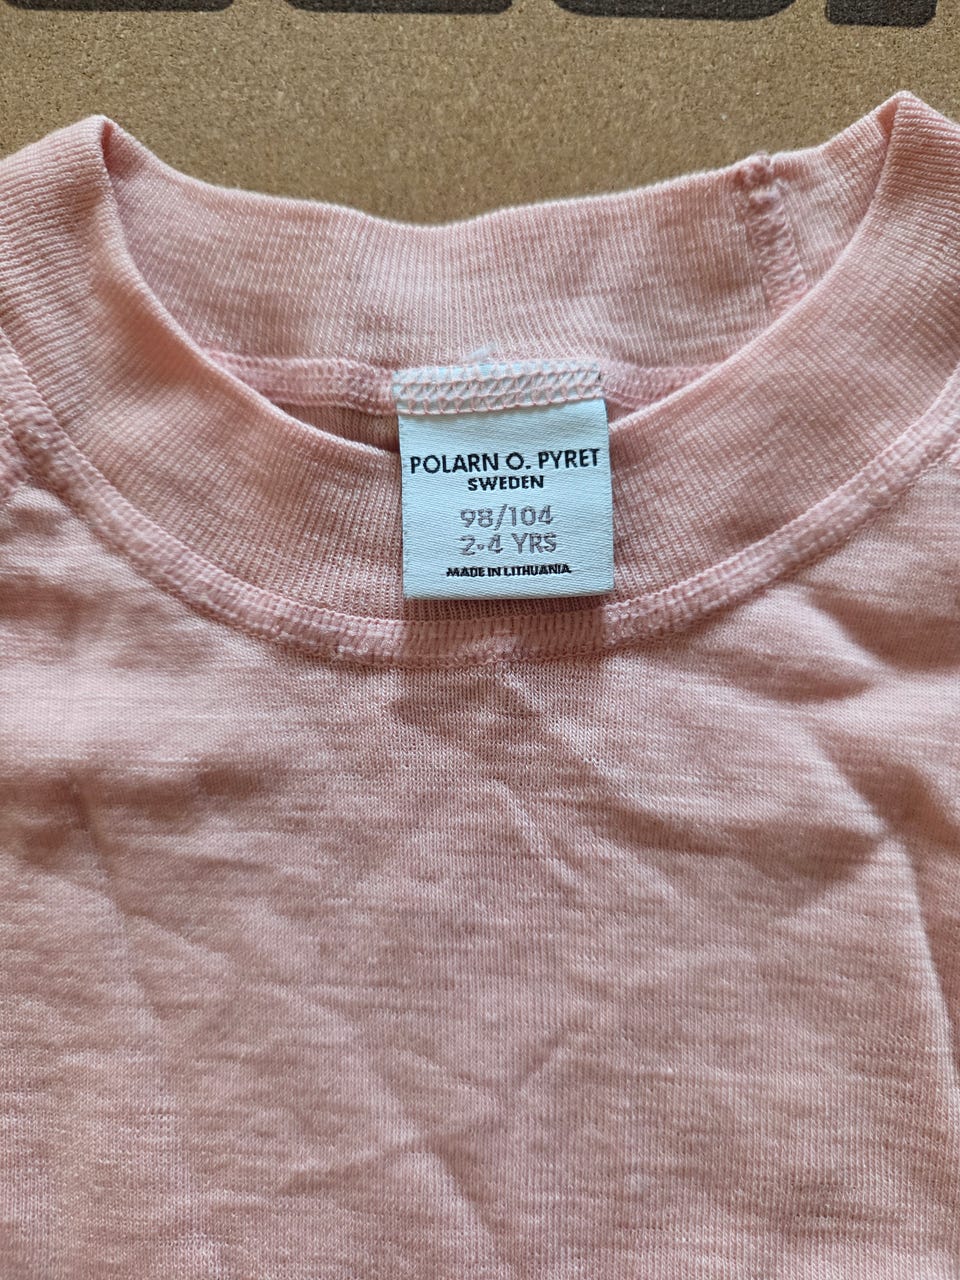 POLARN O. PYRET
SWEDEN
98/104
2-4 YRS
MADE IN LITHUANIA